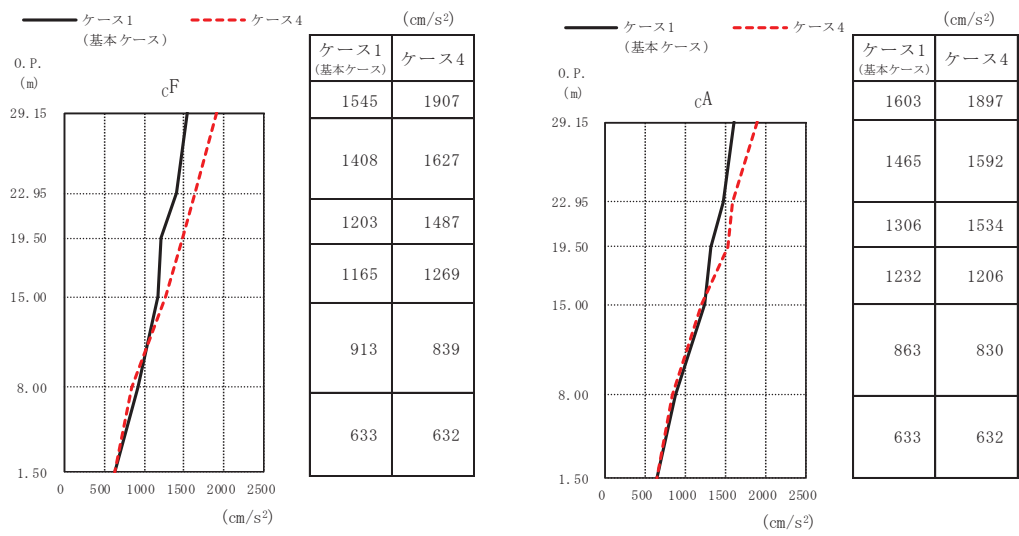 ケース1 ケース4 (cm/s²)
(基本ケース)
O.P.
(m)
cF
29.15
22.95
19.50
15.00
8.00
1.50
0 500 1000 1500 2000 2500
(cm/s²)
ケース1 ケース4
(基本ケース)
1545 1907
1408 1627
1203 1487
1165 1269
913 839
633 632
ケース1 ケース4 (cm/s²)
(基本ケース)
O.P.
(m)
cA
29.15
22.95
19.50
15.00
8.00
1.50
0 500 1000 1500 2000 2500
(cm/s²)
ケース1 ケース4
(基本ケース)
1603 1897
1465 1592
1306 1534
1232 1206
863 830
633 632